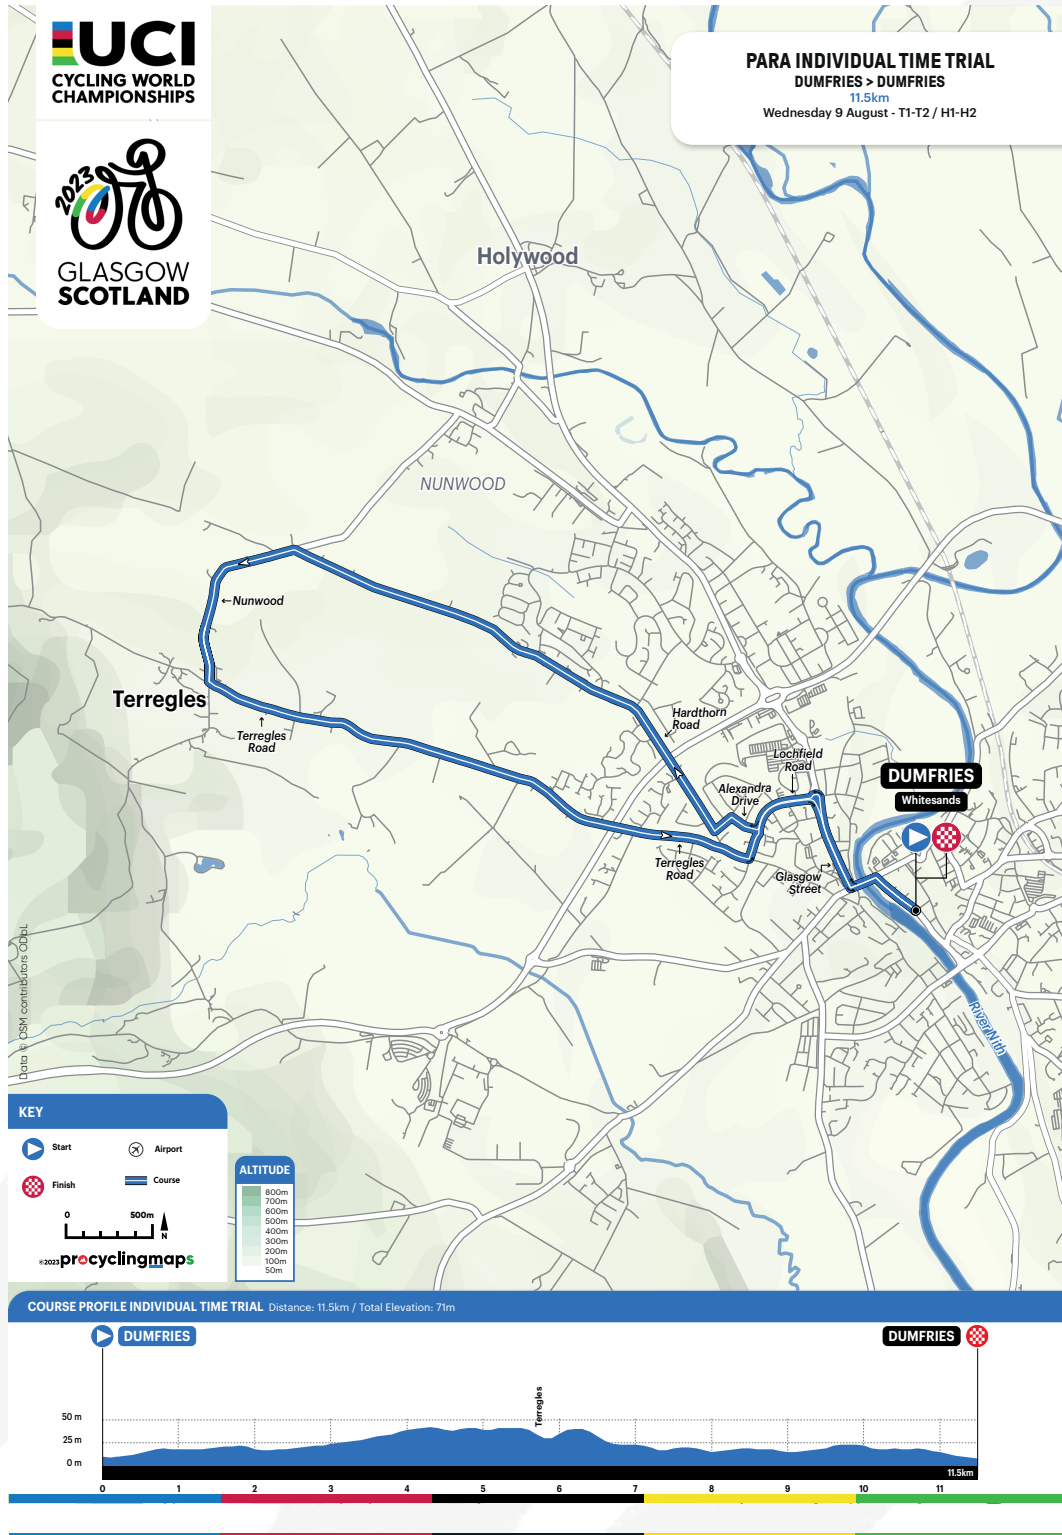 UCI
CYCLING WORLD
CHAMPIONSHIPS
2023
GLASGOW
SCOTLAND
PARA INDIVIDUAL TIME TRIAL
DUMFRIES > DUMFRIES
11.5km
Wednesday 9 August - T1-T2 / H1-H2
Holywood
NUNWOOD
←Nunwood
Terregles
Terregles
Road
Hardthorn
Road
Lochfield
Road
Alexandra
Drive
DUMFRIES
Whitesands
Terregles
Road
Glasgow
Street
River Nith
Data © OSM contributors ODbL
KEY
Start
Airport
Finish
Course
0 500m
N
©2023 procyclingmaps
ALTITUDE
800m
700m
600m
500m
400m
300m
200m
100m
50m
COURSE PROFILE INDIVIDUAL TIME TRIAL Distance: 11.5km / Total Elevation: 71m
DUMFRIES
DUMFRIES
Terregles
50 m
25 m
0 m
11.5km
0 1 2 3 4 5 6 7 8 9 10 11